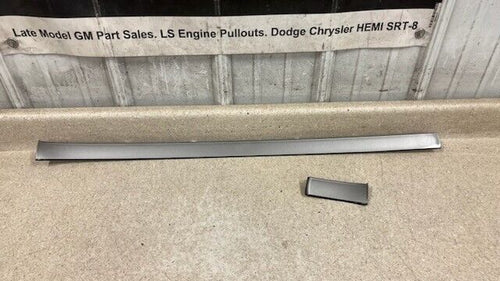 Late Model GM Part Sales. LS Engine Pullouts. Dodge Chrysler HEMI SRT-8